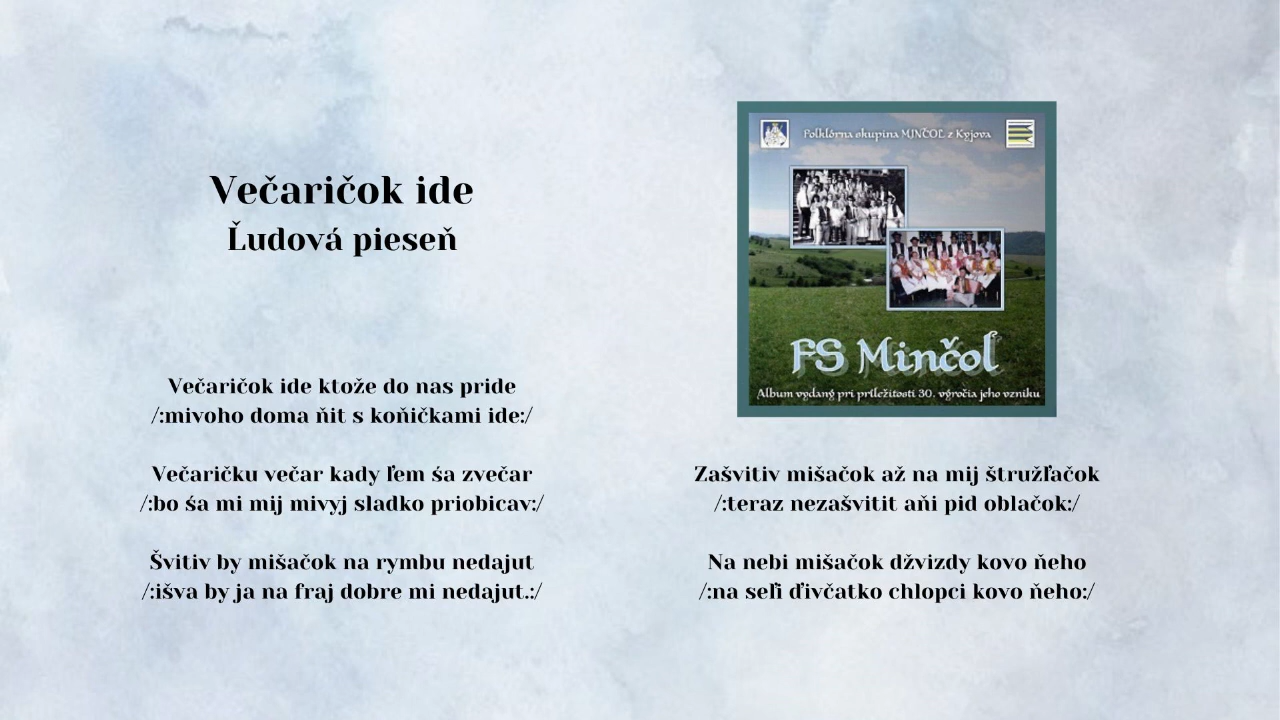 Večaričok ide
Ľudová pieseň
Večaričok ide ktože do nas pride
/:mivoho doma ňit s koňičkami ide:/
Večaričku večar kady ľem śa zvečar
/:bo śa mi mij mivyj sladko priobicav:/
Švitiv by mišačok na rymbu nedajut
/:išva by ja na fraj dobre mi nedajut.:/
Folklórna skupina MINČOL z Kyjova
FS Minčoľ
Album vydaný pri príležitosti 30. výročia jeho vzniku
Zašvitiv mišačok až na mij štružľačok
/:teraz nezašvitit aňi pid oblačok:/
Na nebi mišačok džvizdy kovo ňeho
/:na seľi ďivčatko chlopci kovo ňeho:/